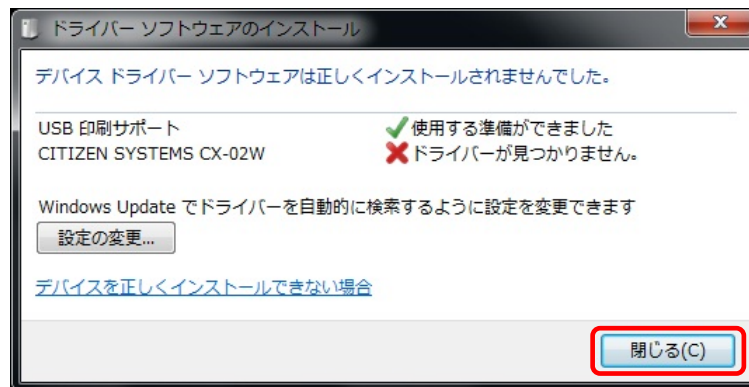 ドライバー ソフトウェアのインストール
デバイス ドライバー ソフトウェアは正しくインストールされませんでした。
USB 印刷サポート 使用する準備ができました
CITIZEN SYSTEMS CX-02W ドライバーが見つかりません。
Windows Update でドライバーを自動的に検索するように設定を変更できます
設定の変更...
デバイスを正しくインストールできない場合
閉じる(C)